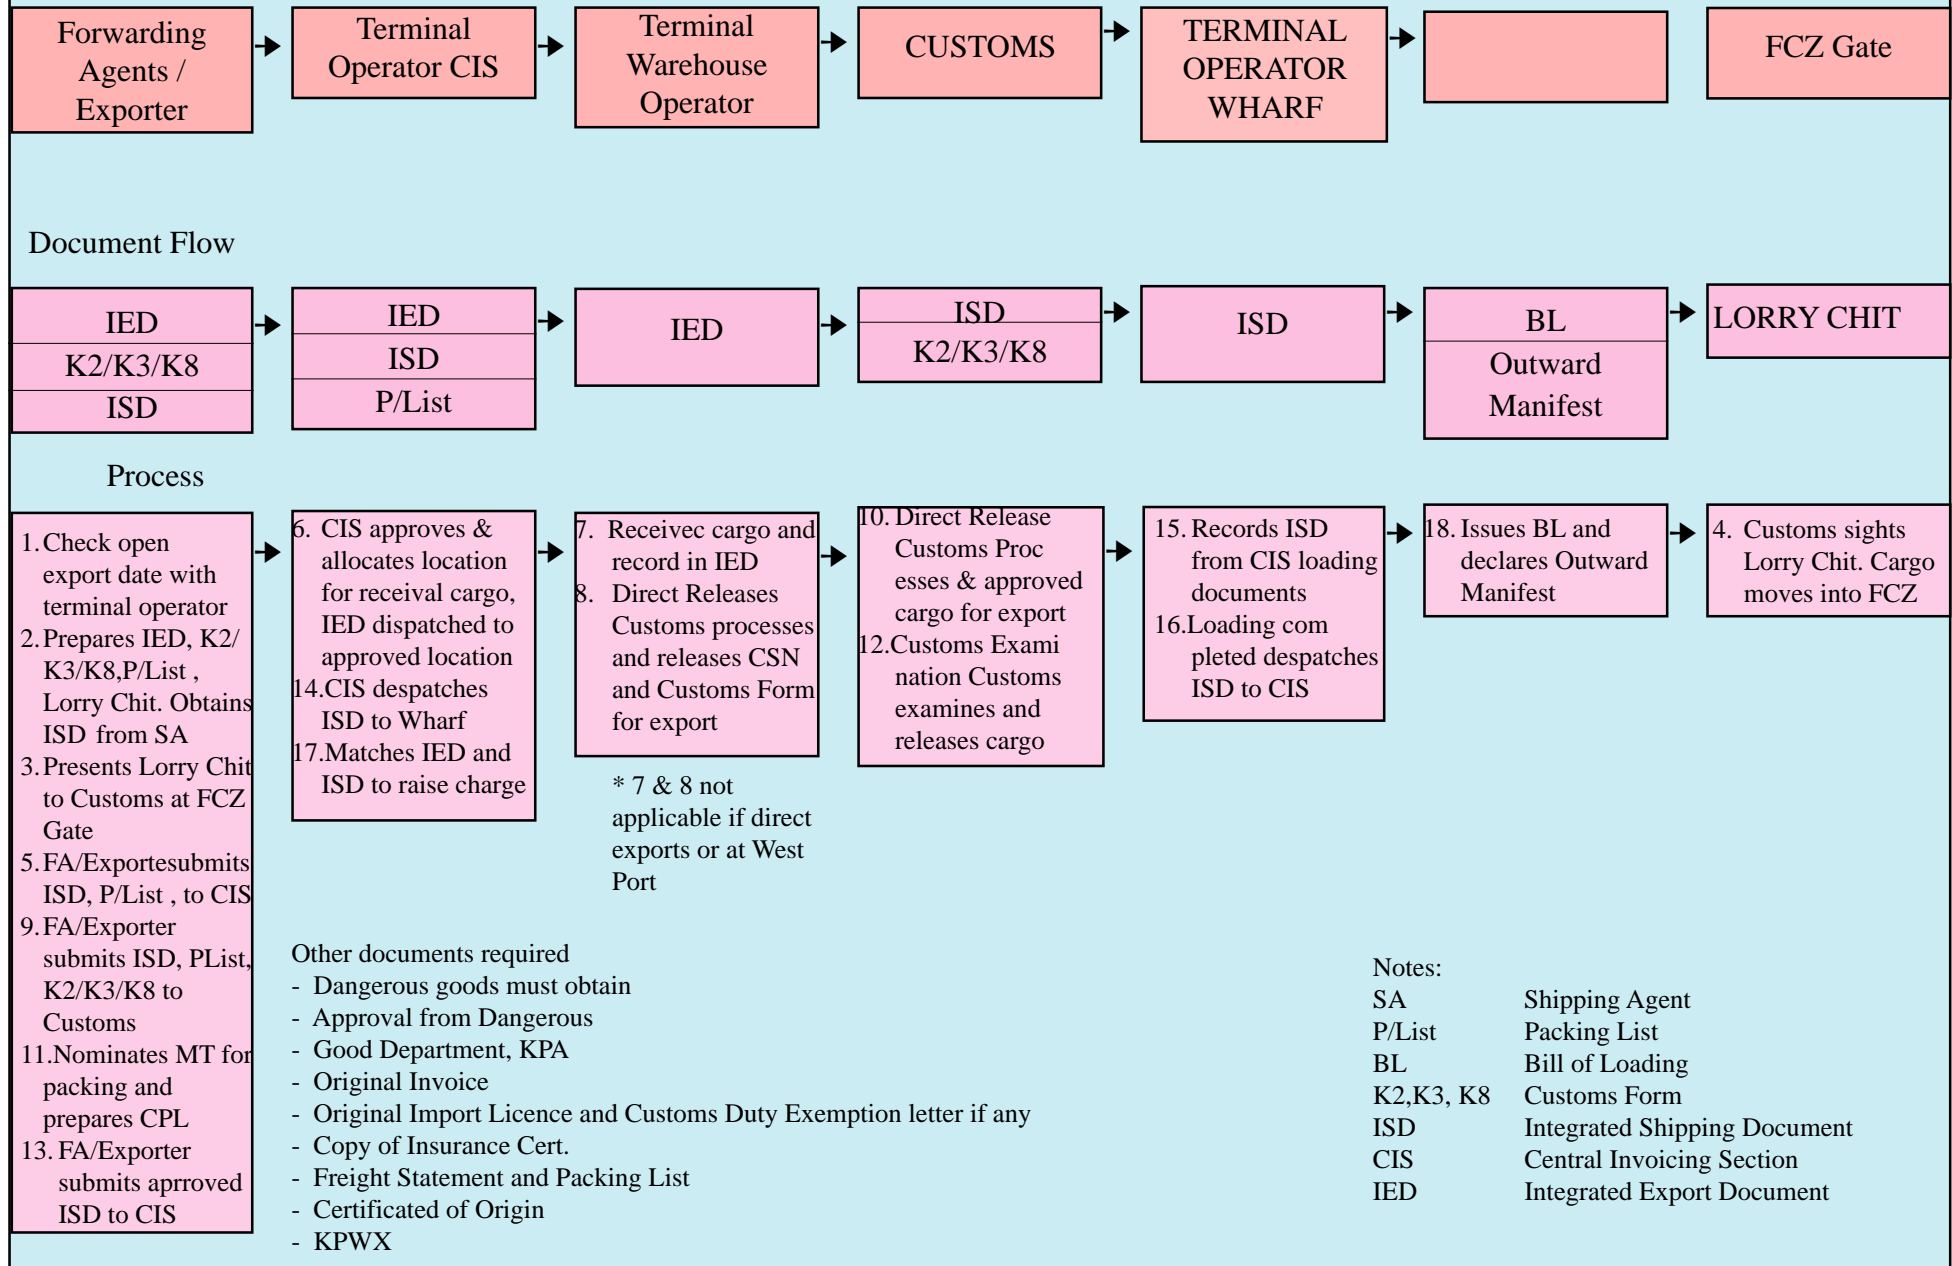 Forwarding
Agents /
Exporter
Terminal
Operator CIS
Terminal
Warehouse
Operator
CUSTOMS
TERMINAL
OPERATOR
WHARF
FCZ Gate
Document Flow
IED
K2/K3/K8
ISD
IED
ISD
P/List
IED
ISD
K2/K3/K8
ISD
BL
Outward
Manifest
LORRY CHIT
Process
1. Check open
export date with
terminal operator
2. Prepares IED, K2/
K3/K8,P/List ,
Lorry Chit. Obtains
ISD from SA
3. Presents Lorry Chit
to Customs at FCZ
Gate
5. FA/Exportesubmits
ISD, P/List , to CIS
9. FA/Exporter
submits ISD, PList,
K2/K3/K8 to
Customs
11.Nominates MT for
packing and
prepares CPL
13. FA/Exporter
submits aprroved
ISD to CIS
6. CIS approves &
allocates location
for receival cargo,
IED dispatched to
approved location
14.CIS despatches
ISD to Wharf
17.Matches IED and
ISD to raise charge
7. Receivec cargo and
record in IED
8. Direct Releases
Customs processes
and releases CSN
and Customs Form
for export
* 7 & 8 not
applicable if direct
exports or at West
Port
10. Direct Release
Customs Proc
esses & approved
cargo for export
12.Customs Exami
nation Customs
examines and
releases cargo
15. Records ISD
from CIS loading
documents
16.Loading com
pleted despatches
ISD to CIS
18. Issues BL and
declares Outward
Manifest
4. Customs sights
Lorry Chit. Cargo
moves into FCZ
Other documents required
- Dangerous goods must obtain
- Approval from Dangerous
- Good Department, KPA
- Original Invoice
- Original Import Licence and Customs Duty Exemption letter if any
- Copy of Insurance Cert.
- Freight Statement and Packing List
- Certificated of Origin
- KPWX
Notes:
SA Shipping Agent
P/List Packing List
BL Bill of Loading
K2,K3, K8 Customs Form
ISD Integrated Shipping Document
CIS Central Invoicing Section
IED Integrated Export Document